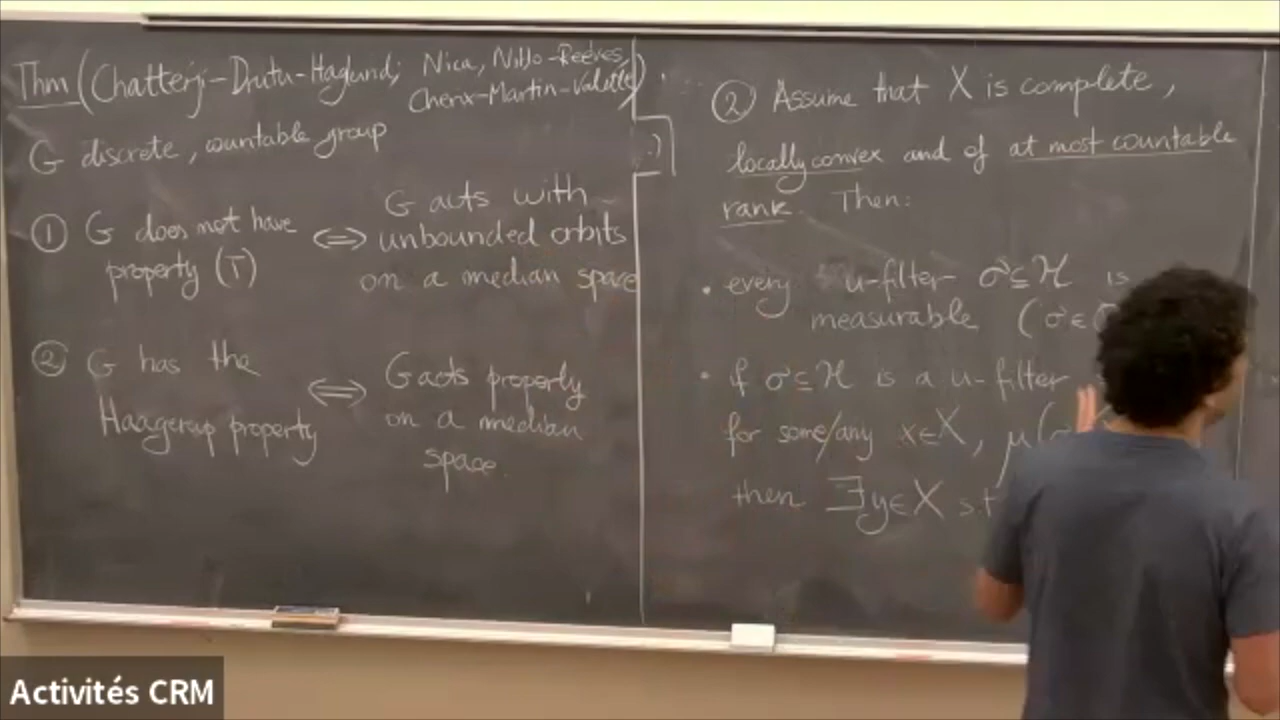 Thm (Chatterji-Drutu-Haglund; Nica, Niblo-Reeves,
Cherix-Martin-Valette)
G discrete, countable group
① G does not have
property (T)
⟺
G acts with
unbounded orbits
on a median space
② G has the
Haagerup property
⟺
G acts properly
on a median
space.
② Assume that X is complete,
locally convex and of at most countable
rank. Then:
• every u-filter σ⊆ℋ is
measurable (σ∈
• if σ⊆ℋ is a u-filter
for some/any x∈X, μ(σ
then ∃y∈X s.t
Activités CRM